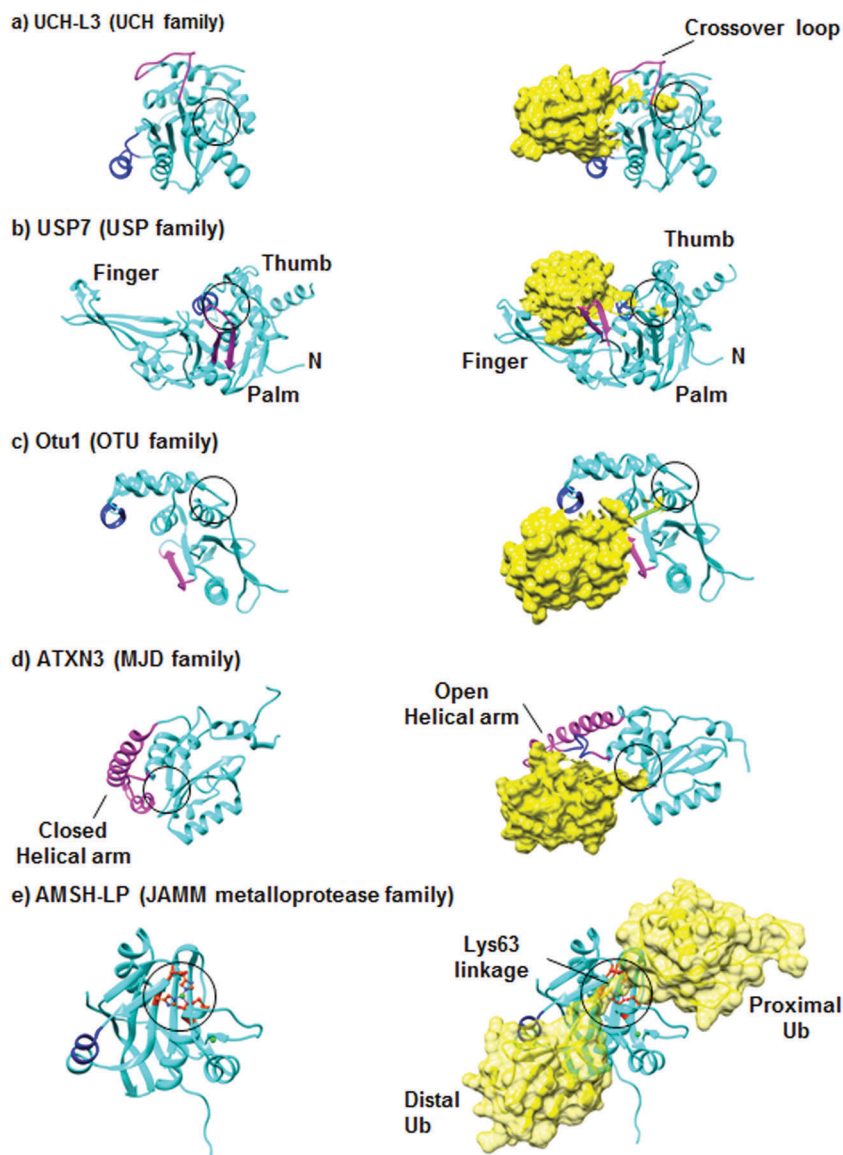 a) UCH-L3 (UCH family)
Crossover loop
b) USP7 (USP family)
Finger
Thumb
N
Palm
Thumb
Finger
N
Palm
c) Otu1 (OTU family)
d) ATXN3 (MJD family)
Closed
Helical arm
Open
Helical arm
e) AMSH-LP (JAMM metalloprotease family)
Lys63
linkage
Proximal
Ub
Distal
Ub